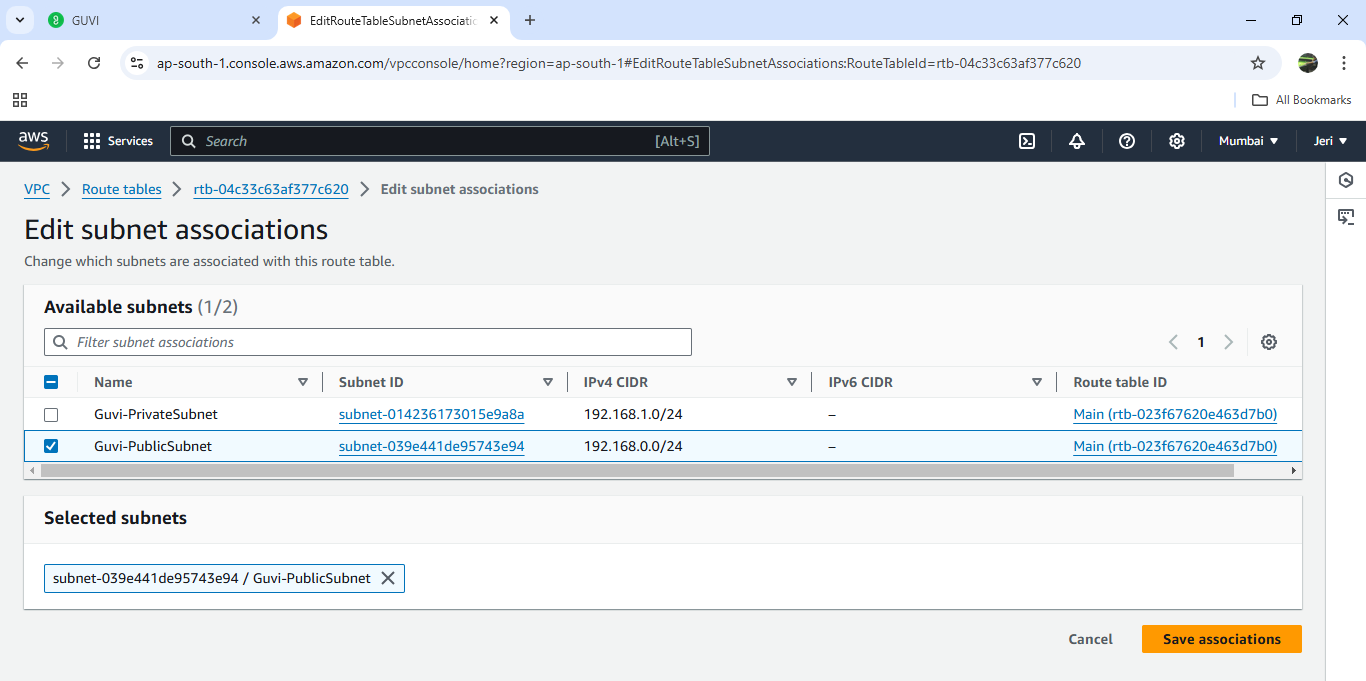 GUVI
EditRouteTableSubnetAssociatio
ap-south-1.console.aws.amazon.com/vpcconsole/home?region=ap-south-1#EditRouteTableSubnetAssociations:RouteTableId=rtb-04c33c63af377c620
All Bookmarks
aws Services Search [Alt+S] Mumbai Jeri
VPC Route tables rtb-04c33c63af377c620 Edit subnet associations
Edit subnet associations
Change which subnets are associated with this route table.
Available subnets (1/2)
Filter subnet associations 1
Name Subnet ID IPv4 CIDR IPv6 CIDR Route table ID
Guvi-PrivateSubnet subnet-014236173015e9a8a 192.168.1.0/24 – Main (rtb-023f67620e463d7b0)
Guvi-PublicSubnet subnet-039e441de95743e94 192.168.0.0/24 – Main (rtb-023f67620e463d7b0)
Selected subnets
subnet-039e441de95743e94 / Guvi-PublicSubnet
Cancel Save associations